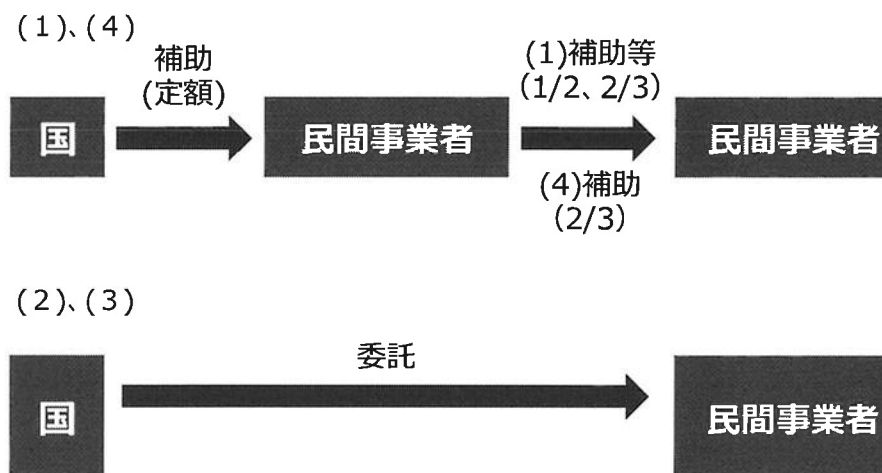 (1)、(4)
補助
(定額)
(1)補助等
(1/2、2/3)
国
民間事業者
民間事業者
(4)補助
(2/3)
(2)、(3)
委託
国
民間事業者